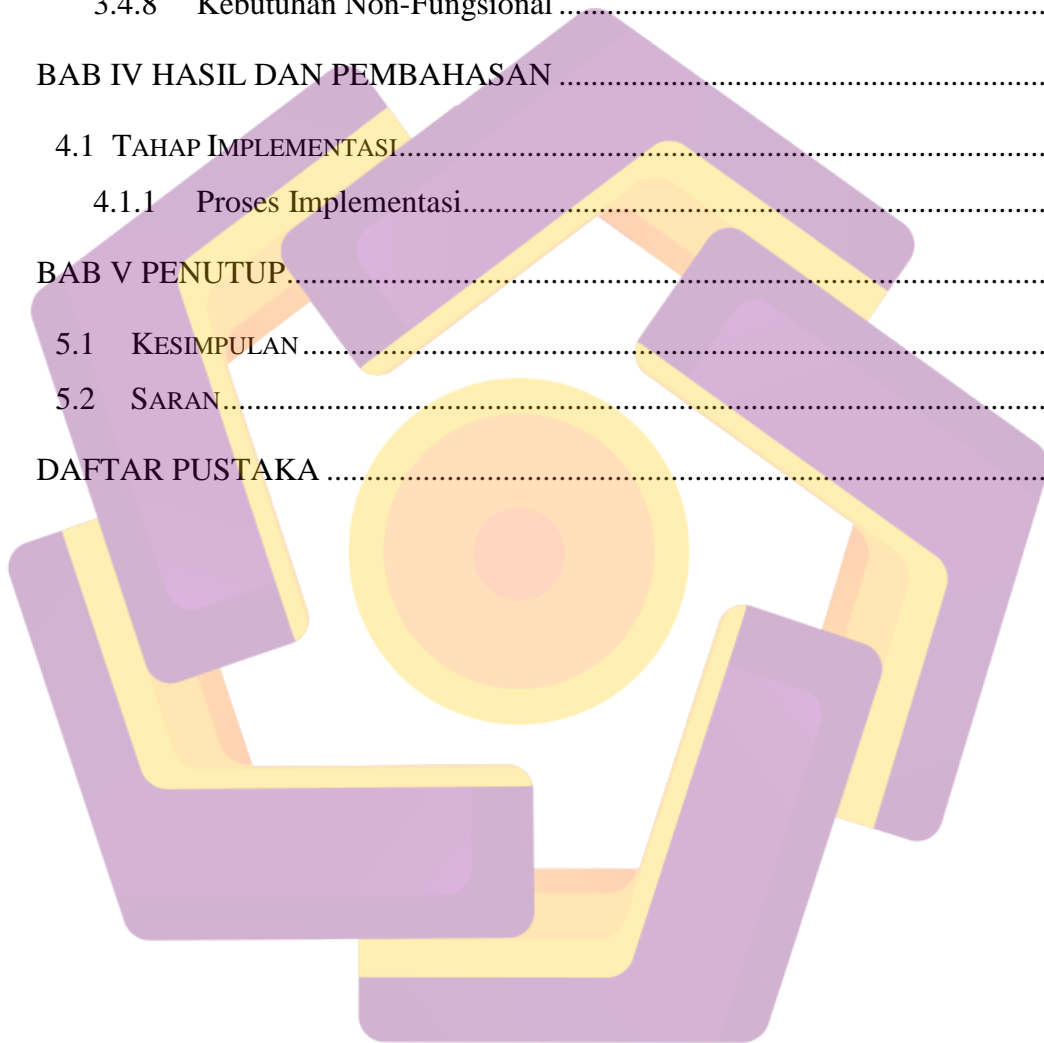 3.4.8 Kebutuhan Non-Fungsional ............................................................
BAB IV HASIL DAN PEMBAHASAN ............................................................
4.1 TAHAP IMPLEMENTASI ............................................................
4.1.1 Proses Implementasi ............................................................
BAB V PENUTUP ............................................................
5.1 KESIMPULAN ............................................................
5.2 SARAN ............................................................
DAFTAR PUSTAKA ............................................................